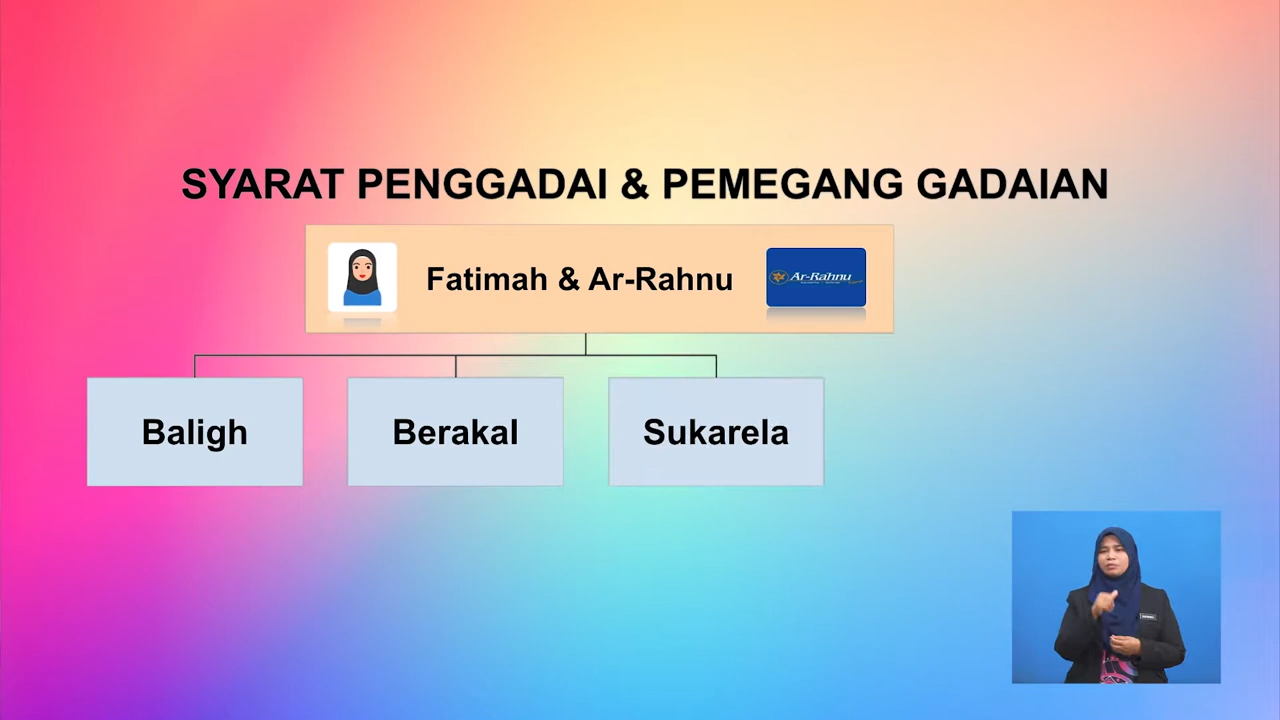 SYARAT PENGGADAI & PEMEGANG GADAIAN
Fatimah & Ar-Rahnu
Ar-Rahnu
Baligh
Berakal
Sukarela